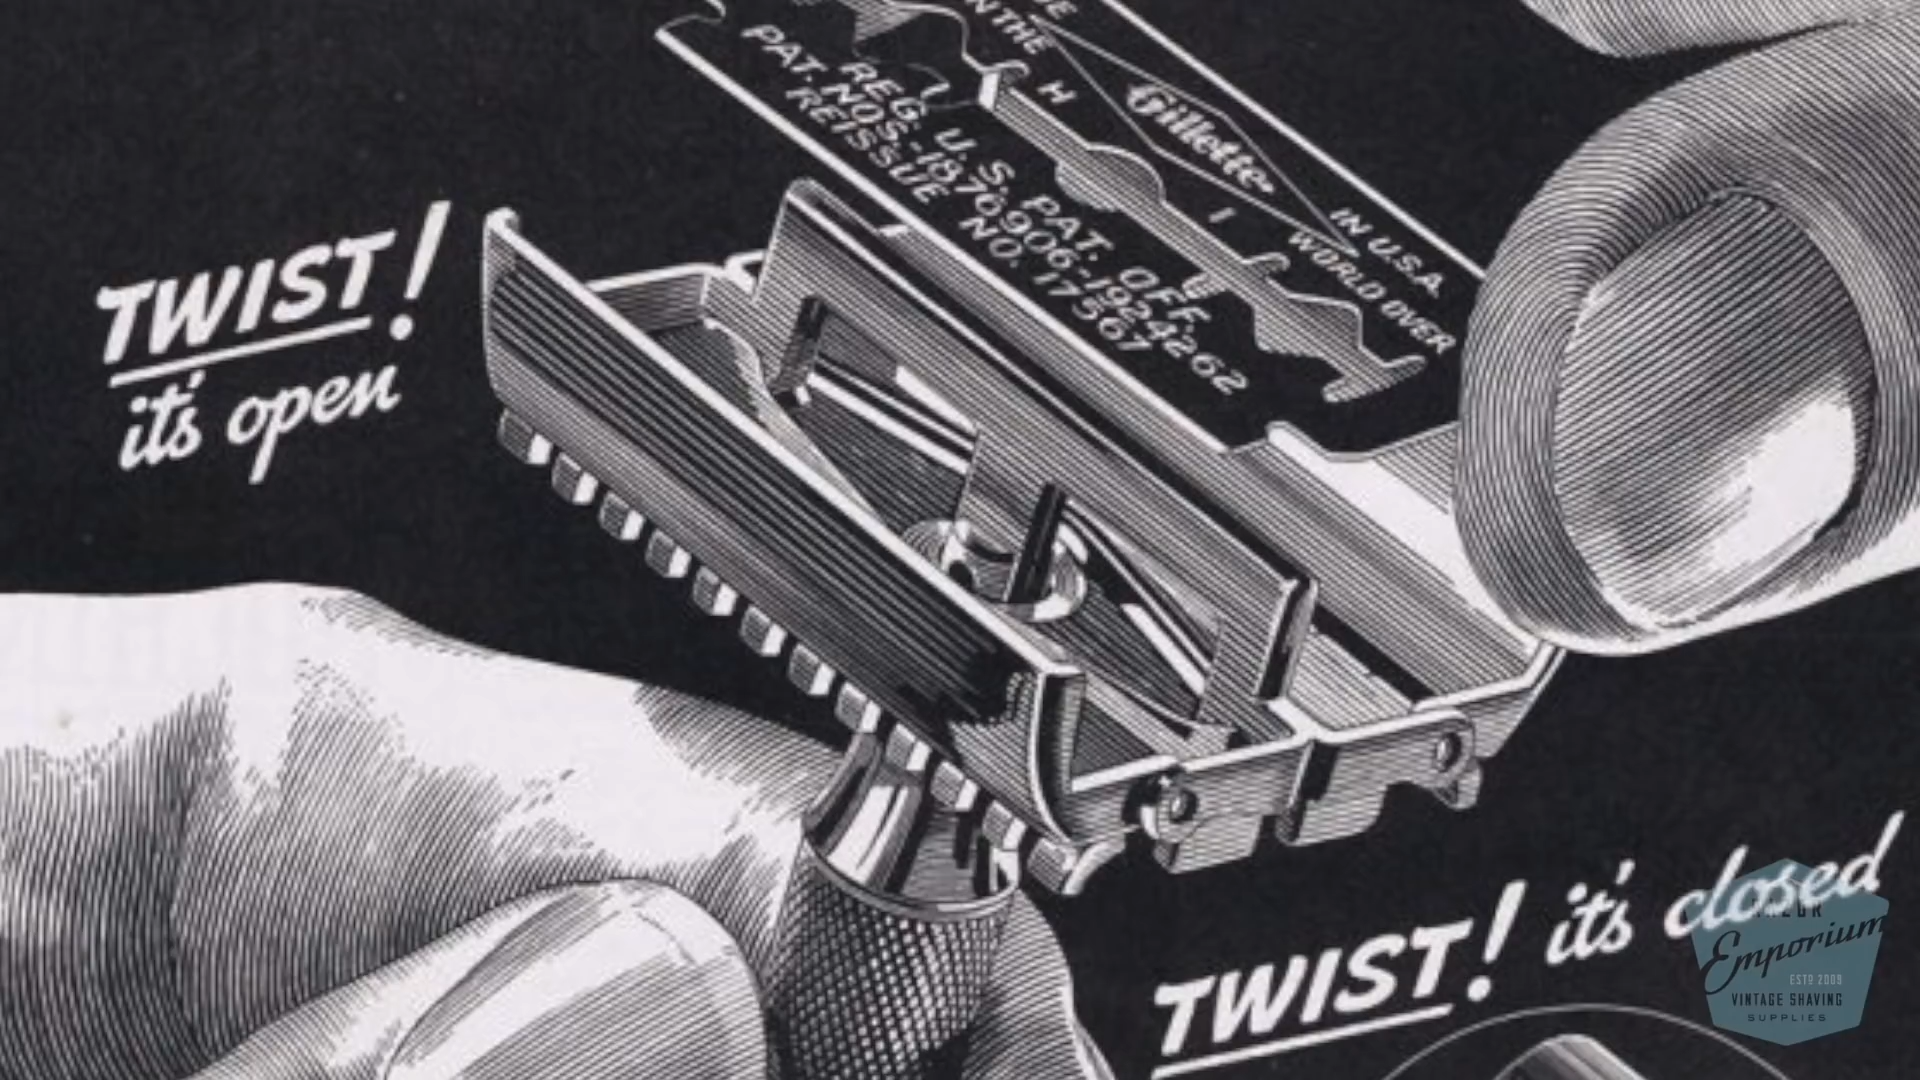 IN THE
H
Gillette
I
IN U.S.A.
WORLD OVER
REG. U. S. PAT. OFF.
PAT. NOS.-1876906-1924262
REISSUE NO. 17567
TWIST!
it's open
TWIST! it's closed
Emporium
ESTD 2009
VINTAGE SHAVING
SUPPLIES